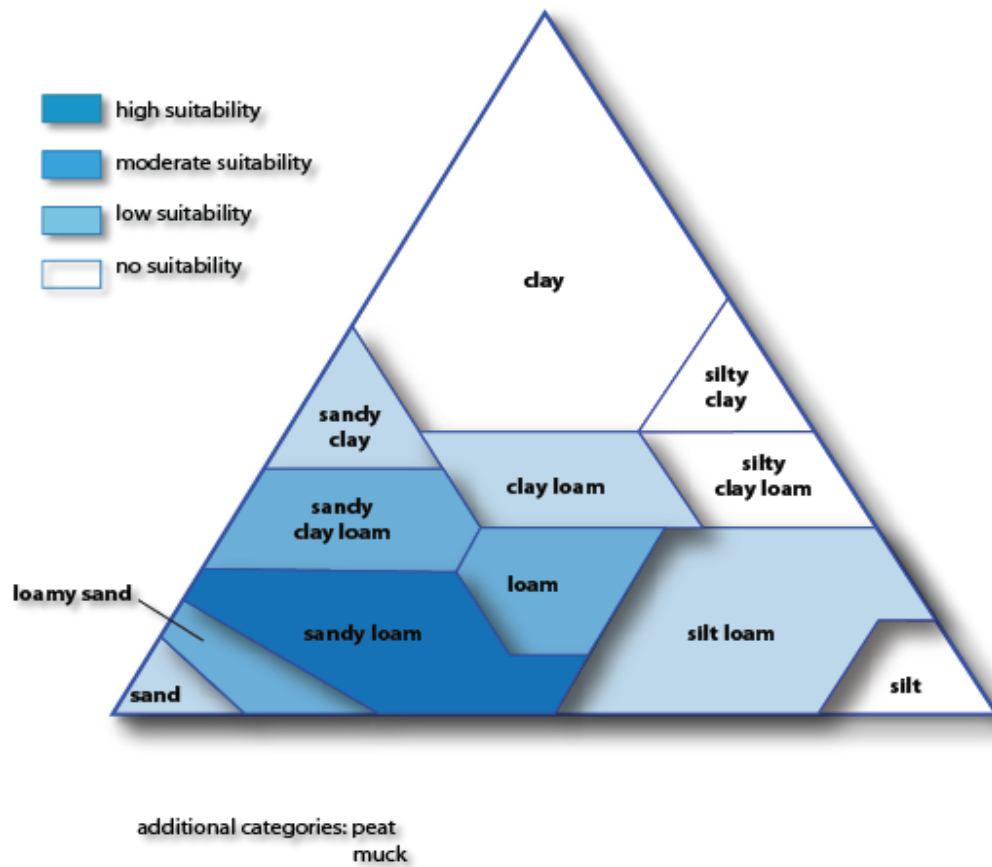 high suitability
moderate suitability
low suitability
no suitability
clay
silty
clay
sandy
clay
clay loam
silty
clay loam
sandy
clay loam
loam
loamy sand
sandy loam
silt loam
sand
silt
additional categories: peat
muck